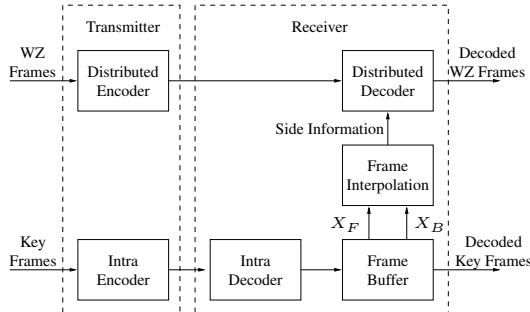 Transmitter
Receiver
WZ
Frames
Distributed
Encoder
Distributed
Decoder
Decoded
WZ Frames
Side Information
Frame
Interpolation
X_F
X_B
Key
Frames
Intra
Encoder
Intra
Decoder
Frame
Buffer
Decoded
Key Frames